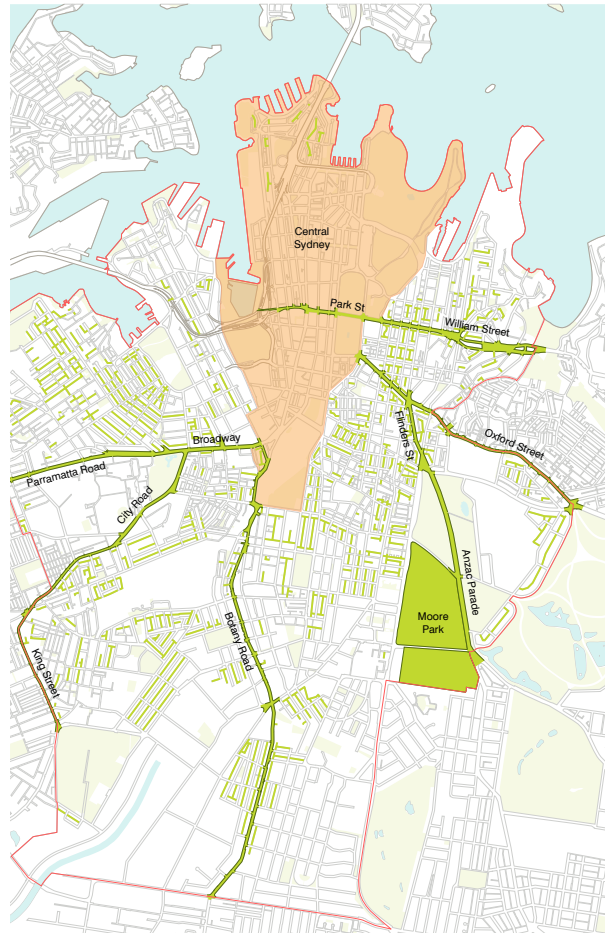 Central
Sydney
Park St
William Street
Flinders St
Oxford Street
Broadway
Parramatta Road
City Road
Anzac Parade
Moore
Park
Botany Road
King Street